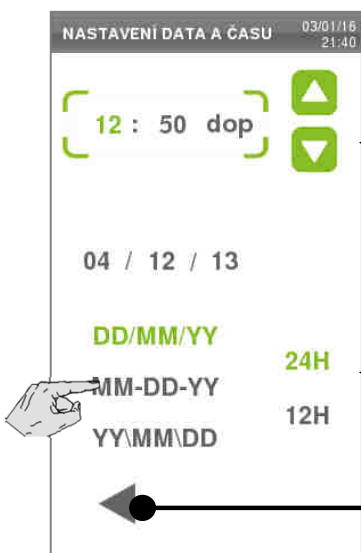 NASTAVENÍ DATA A ČASU
03/01/16
21:40
12 : 50 dop
04 / 12 / 13
DD/MM/YY
24H
MM-DD-YY
12H
YY\MM\DD